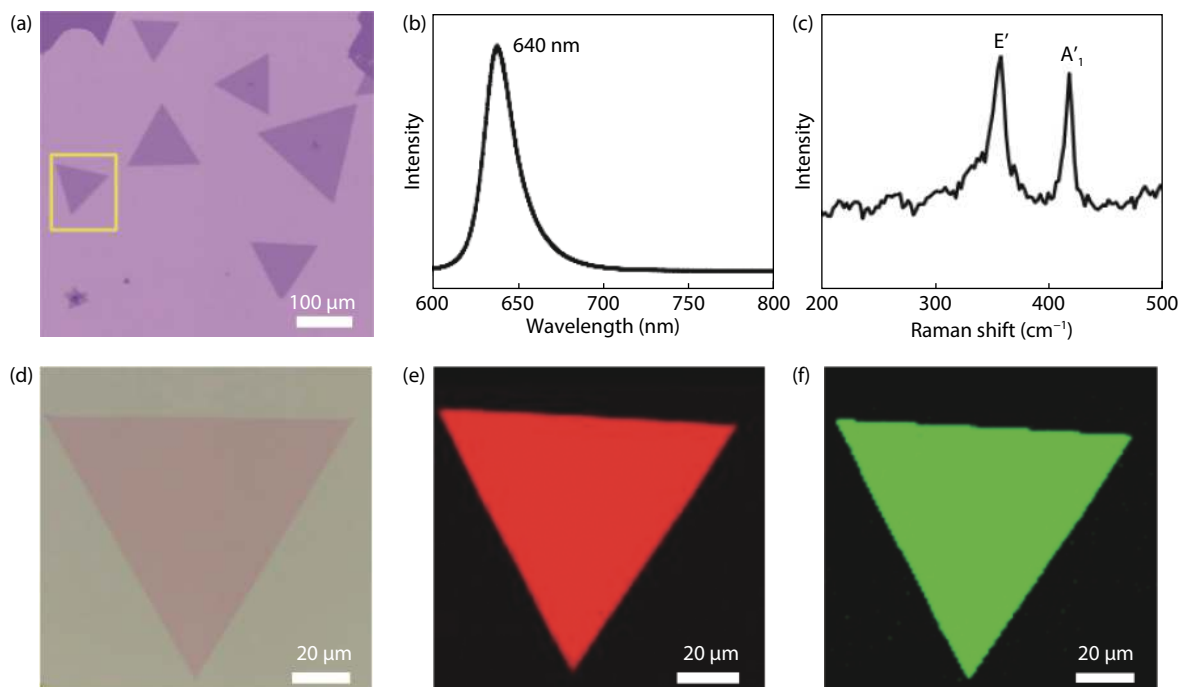 (a)
100 μm
(b)
640 nm
Intensity
600 650 700 750 800
Wavelength (nm)
(c)
E′
A′₁
Intensity
200 300 400 500
Raman shift (cm⁻¹)
(d)
20 μm
(e)
20 μm
(f)
20 μm